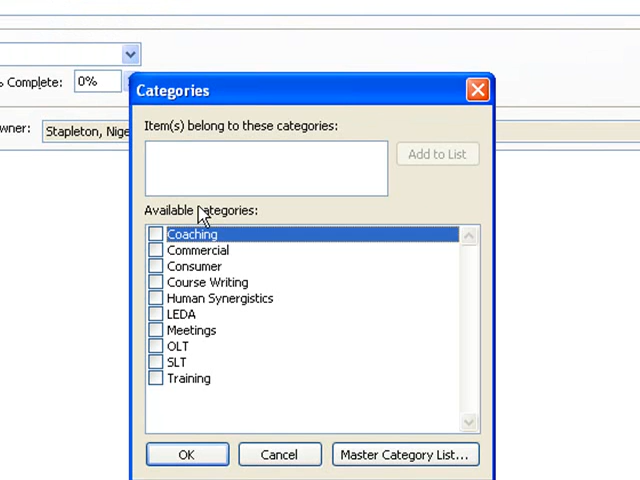 % Complete: 0%
Categories
Item(s) belong to these categories:
wner: Stapleton, Nige
Add to List
Available categories:
Coaching
Commercial
Consumer
Course Writing
Human Synergistics
LEDA
Meetings
OLT
SLT
Training
OK
Cancel
Master Category List...